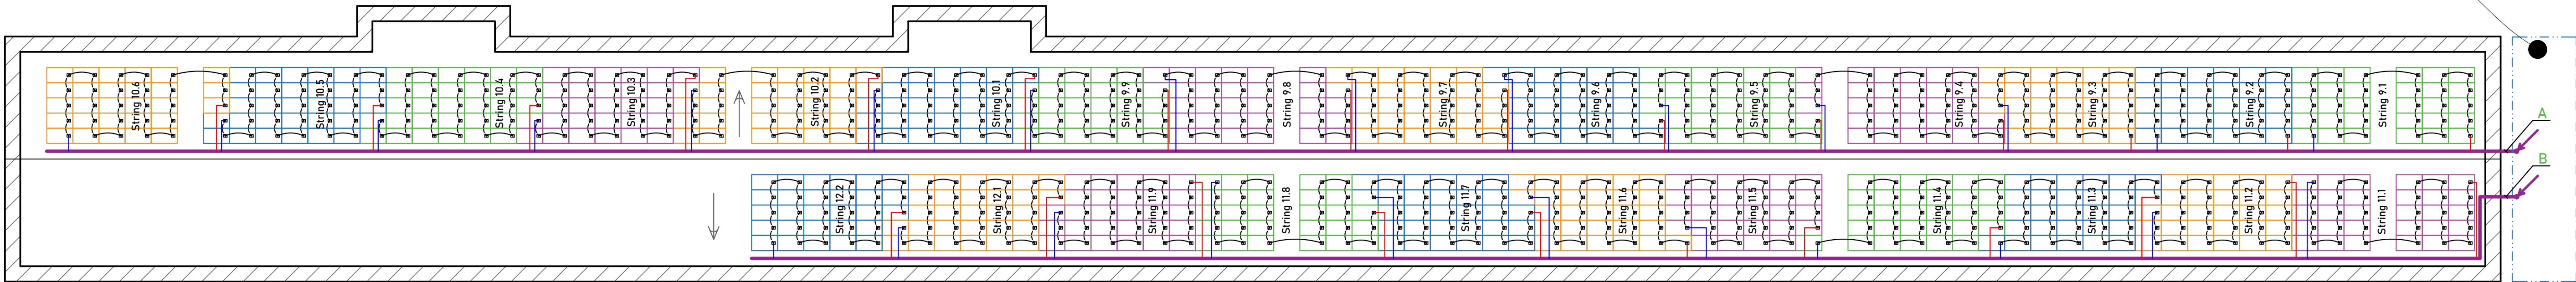 String 10.6
String 10.5
String 10.4
String 10.3
String 10.2
String 10.1
String 9.9
String 9.8
String 9.7
String 9.6
String 9.5
String 9.4
String 9.3
String 9.2
String 9.1
A
B
String 12.2
String 12.1
String 11.9
String 11.8
String 11.7
String 11.6
String 11.5
String 11.4
String 11.3
String 11.2
String 11.1